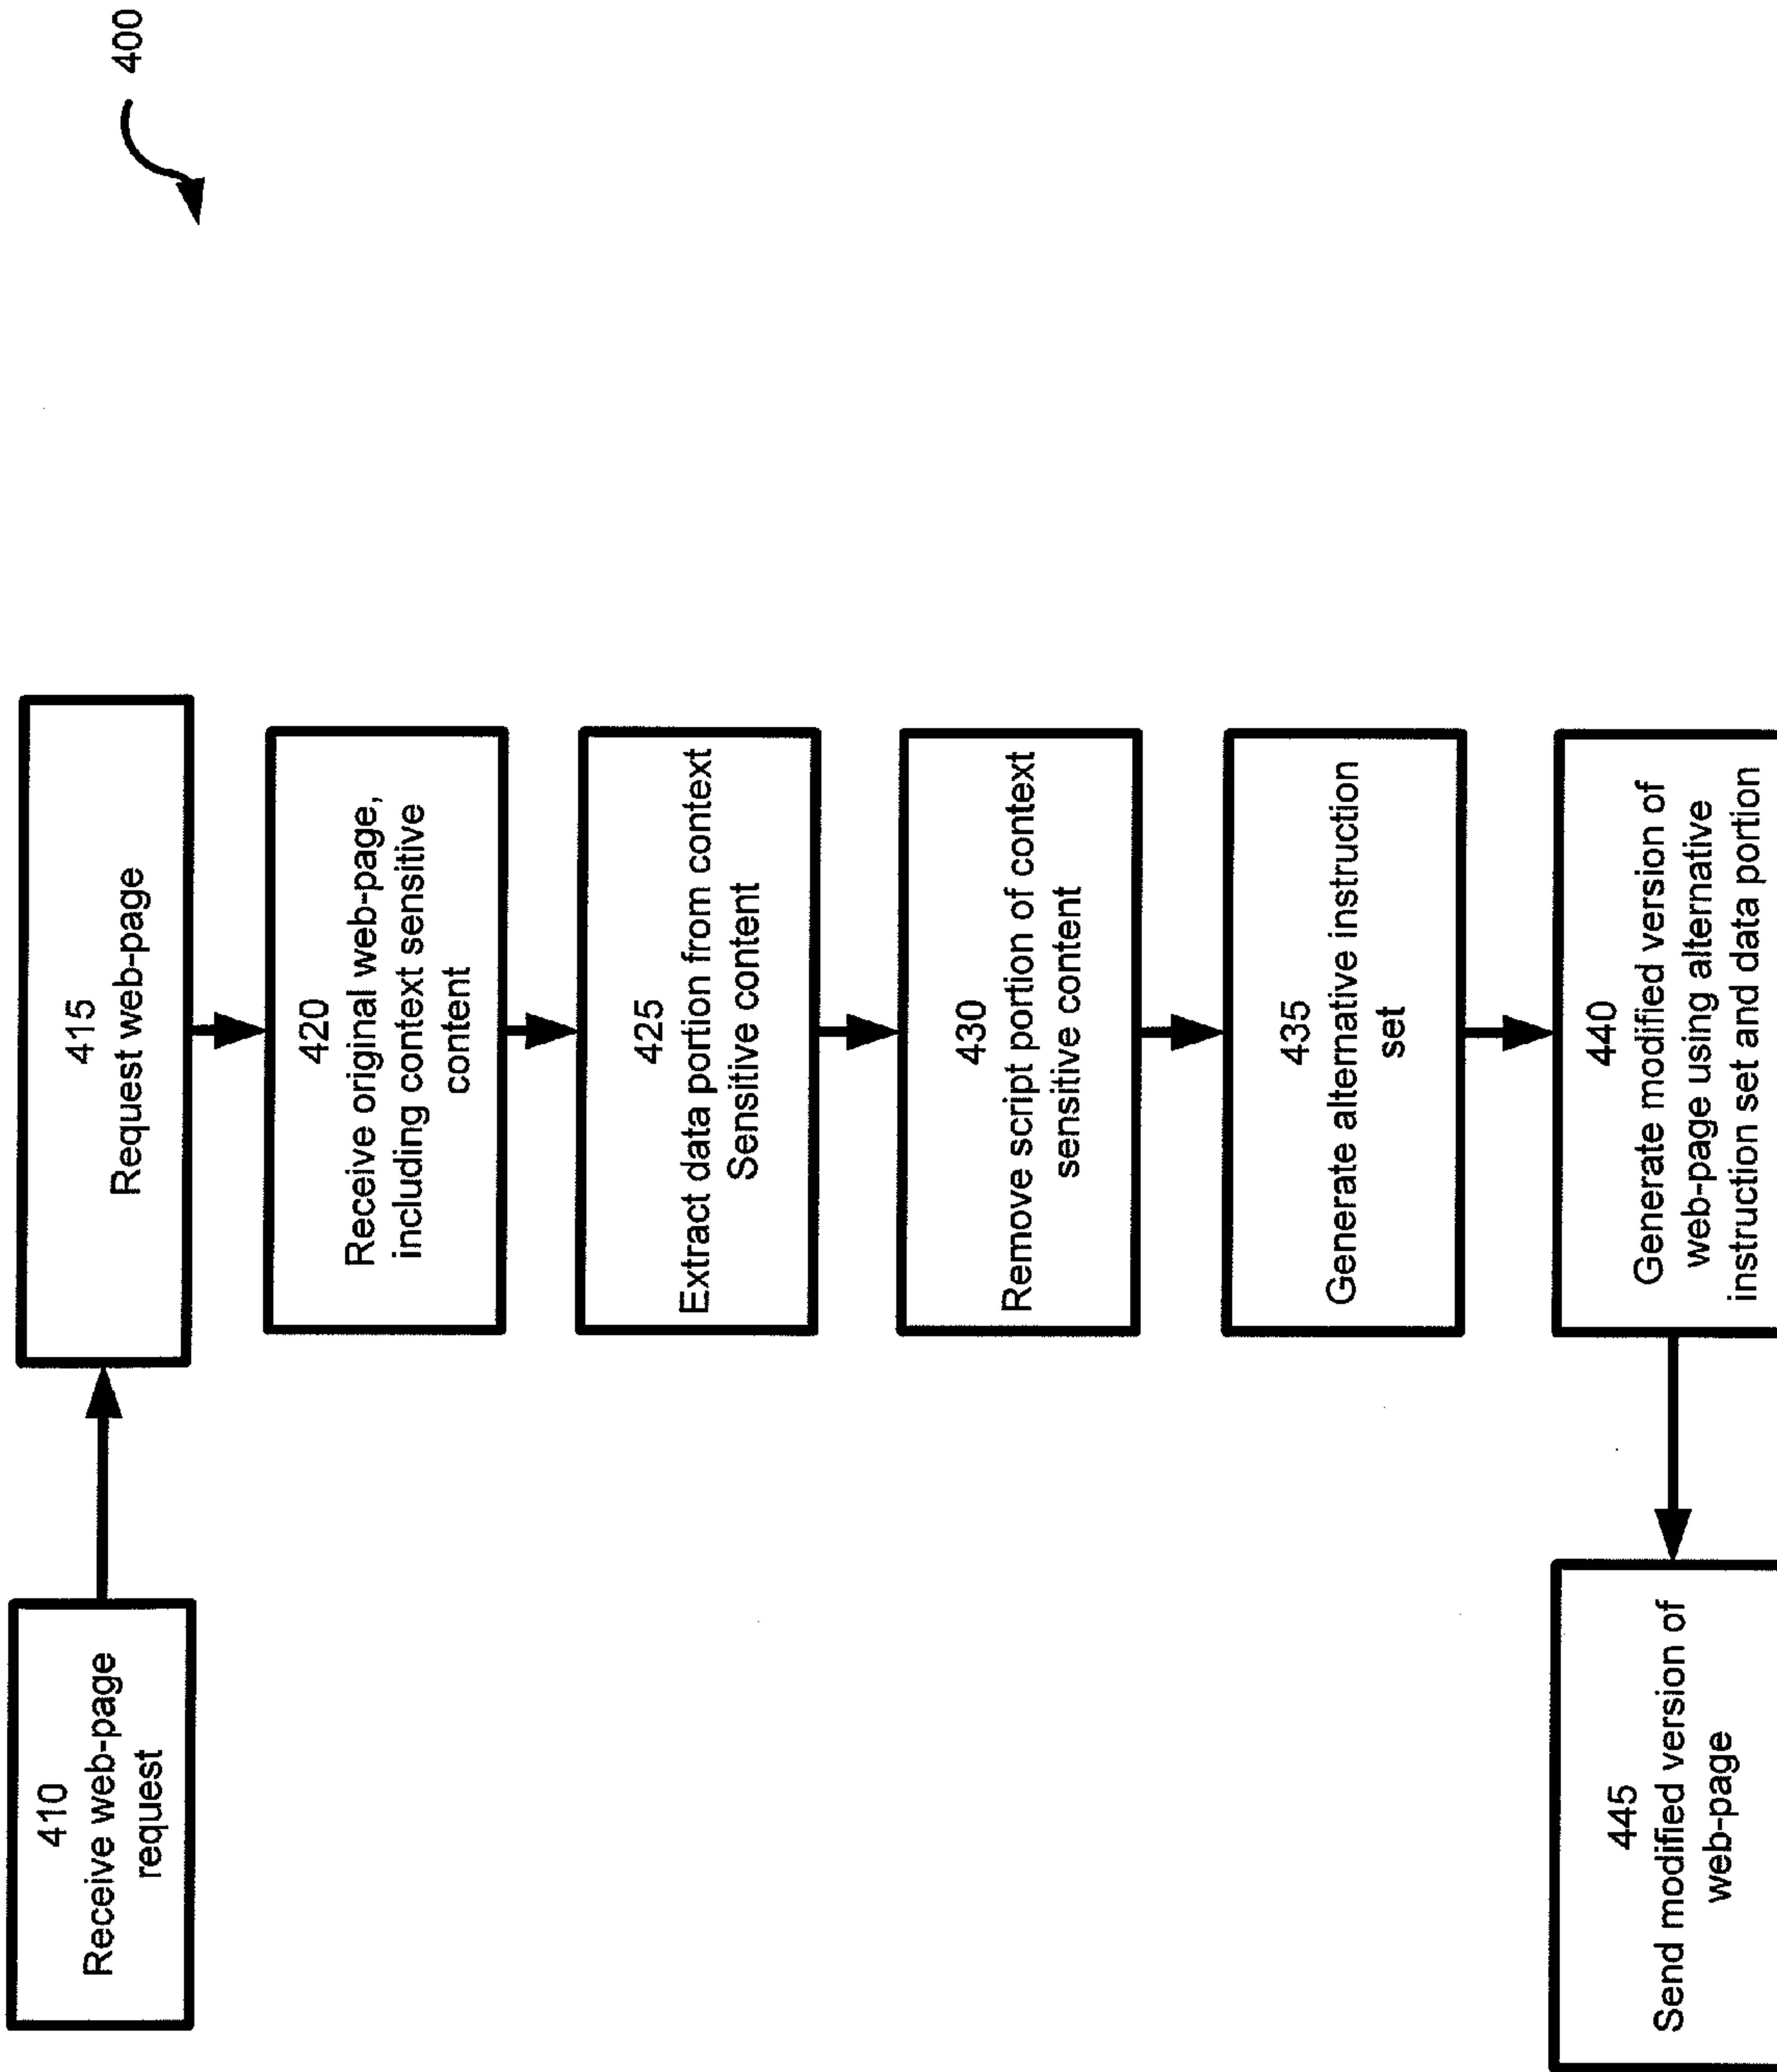 400
410
Receive web-page
request
415
Request web-page
420
Receive original web-page,
including context sensitive
content
425
Extract data portion from context
Sensitive content
430
Remove script portion of context
sensitive content
435
Generate alternative instruction
set
440
Generate modified version of
web-page using alternative
instruction set and data portion
445
Send modified version of
web-page